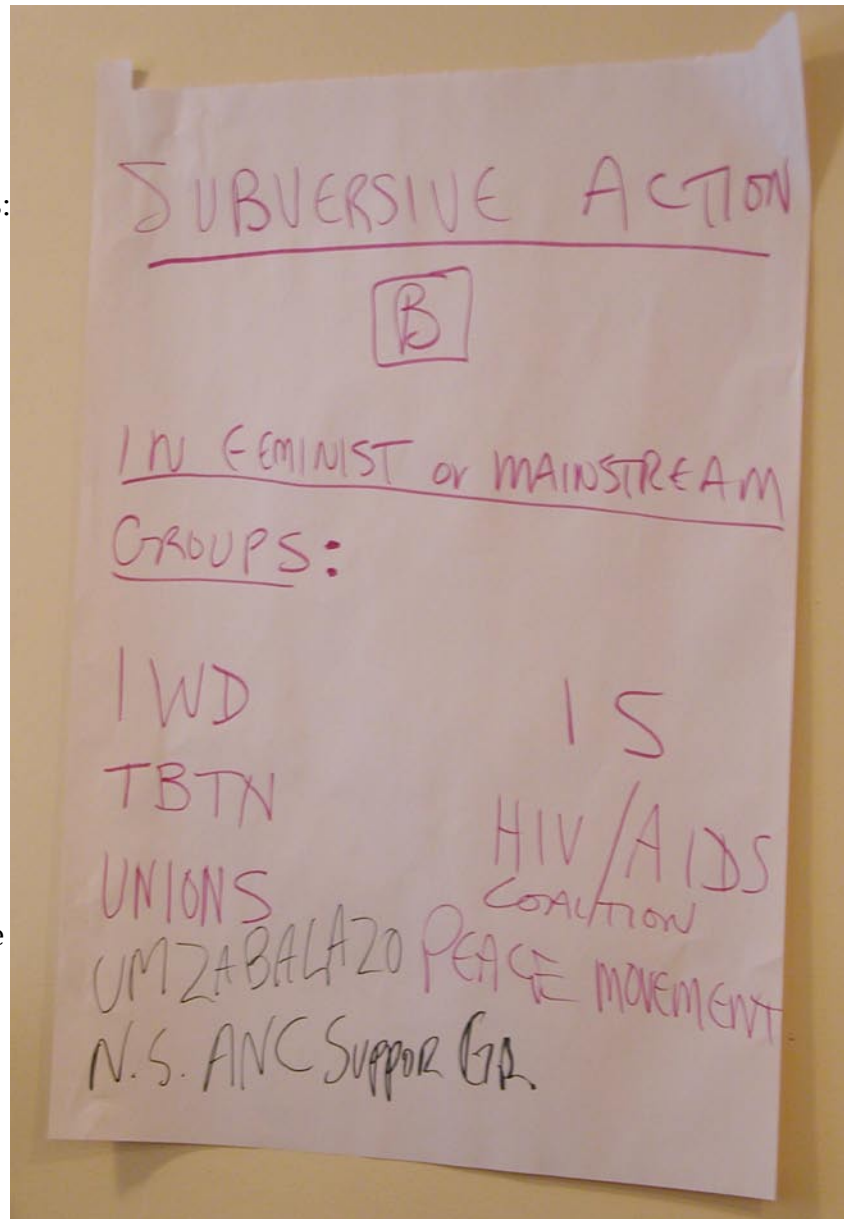 SUBVERSIVE ACTION
B
IN FEMINIST or MAINSTREAM
GROUPS:
IWD
TBTN
UNIONS
UMZABALAZO
N.S. ANC SUPPOR GR.
IS
HIV/AIDS
COALITION
PEACE MOVEMENT.